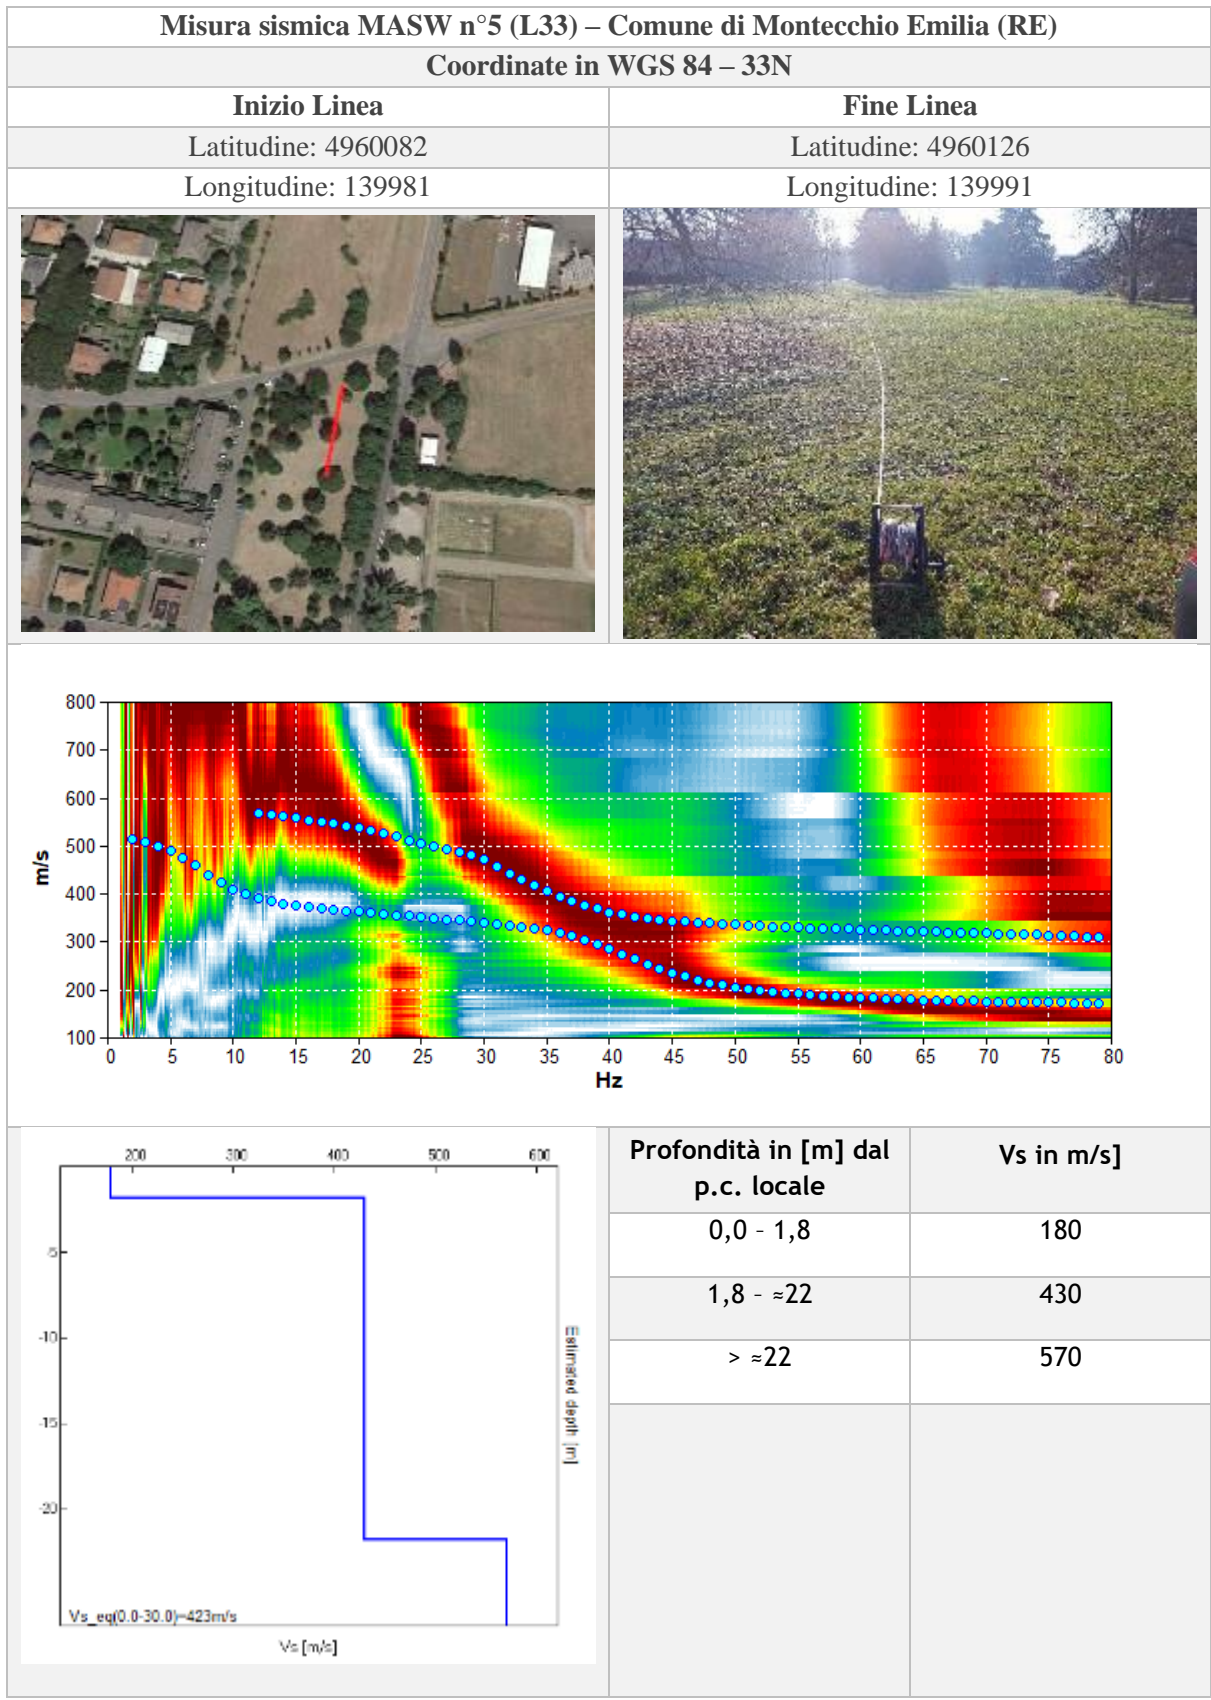 Misura sismica MASW n°5 (L33) – Comune di Montecchio Emilia (RE)
Coordinate in WGS 84 – 33N
Inizio Linea
Fine Linea
Latitudine: 4960082
Latitudine: 4960126
Longitudine: 139981
Longitudine: 139991
800
700
600
500
400
300
200
100
m/s
0 5 10 15 20 25 30 35 40 45 50 55 60 65 70 75 80
Hz
200 300 400 500 600
-5
-10
-15
-20
Estimated depth [m]
Vs_eq(0.0-30.0)=423m/s
Vs [m/s]
Profondità in [m] dal
p.c. locale
Vs in m/s]
0,0 - 1,8
180
1,8 - ≈22
430
> ≈22
570